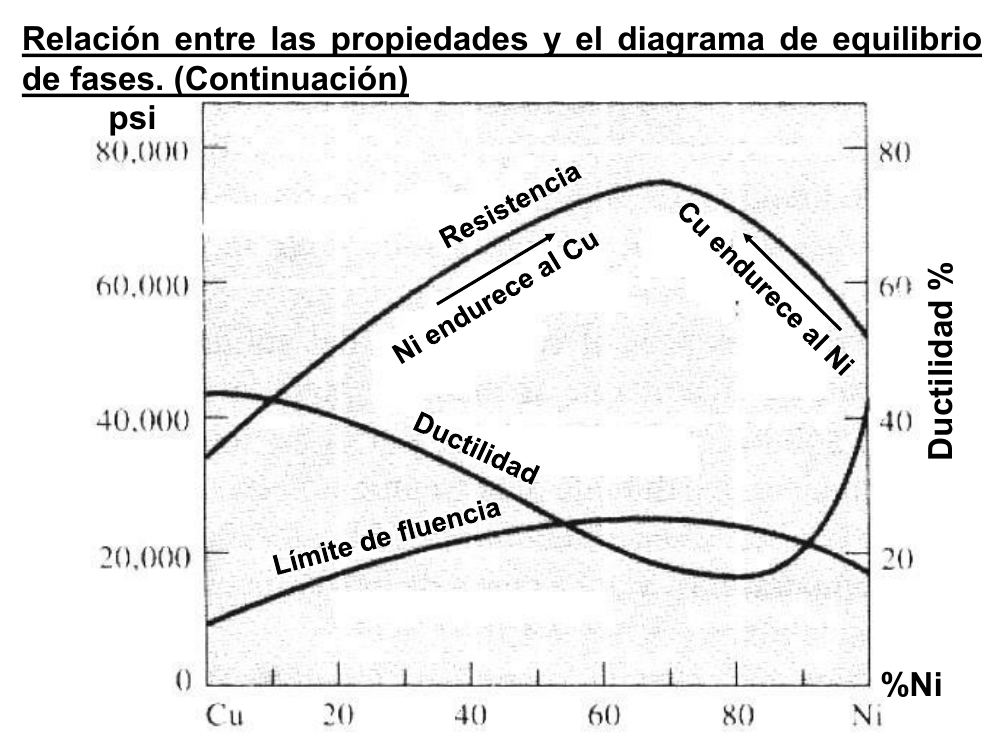 Relación entre las propiedades y el diagrama de equilibrio
de fases. (Continuación)
psi
80,000
80
Resistencia
Ni endurece al Cu
Cu endurece al Ni
60,000
60
Ductilidad %
Ductilidad
40,000
40
Límite de fluencia
20,000
20
0
%Ni
Cu 20 40 60 80 Ni